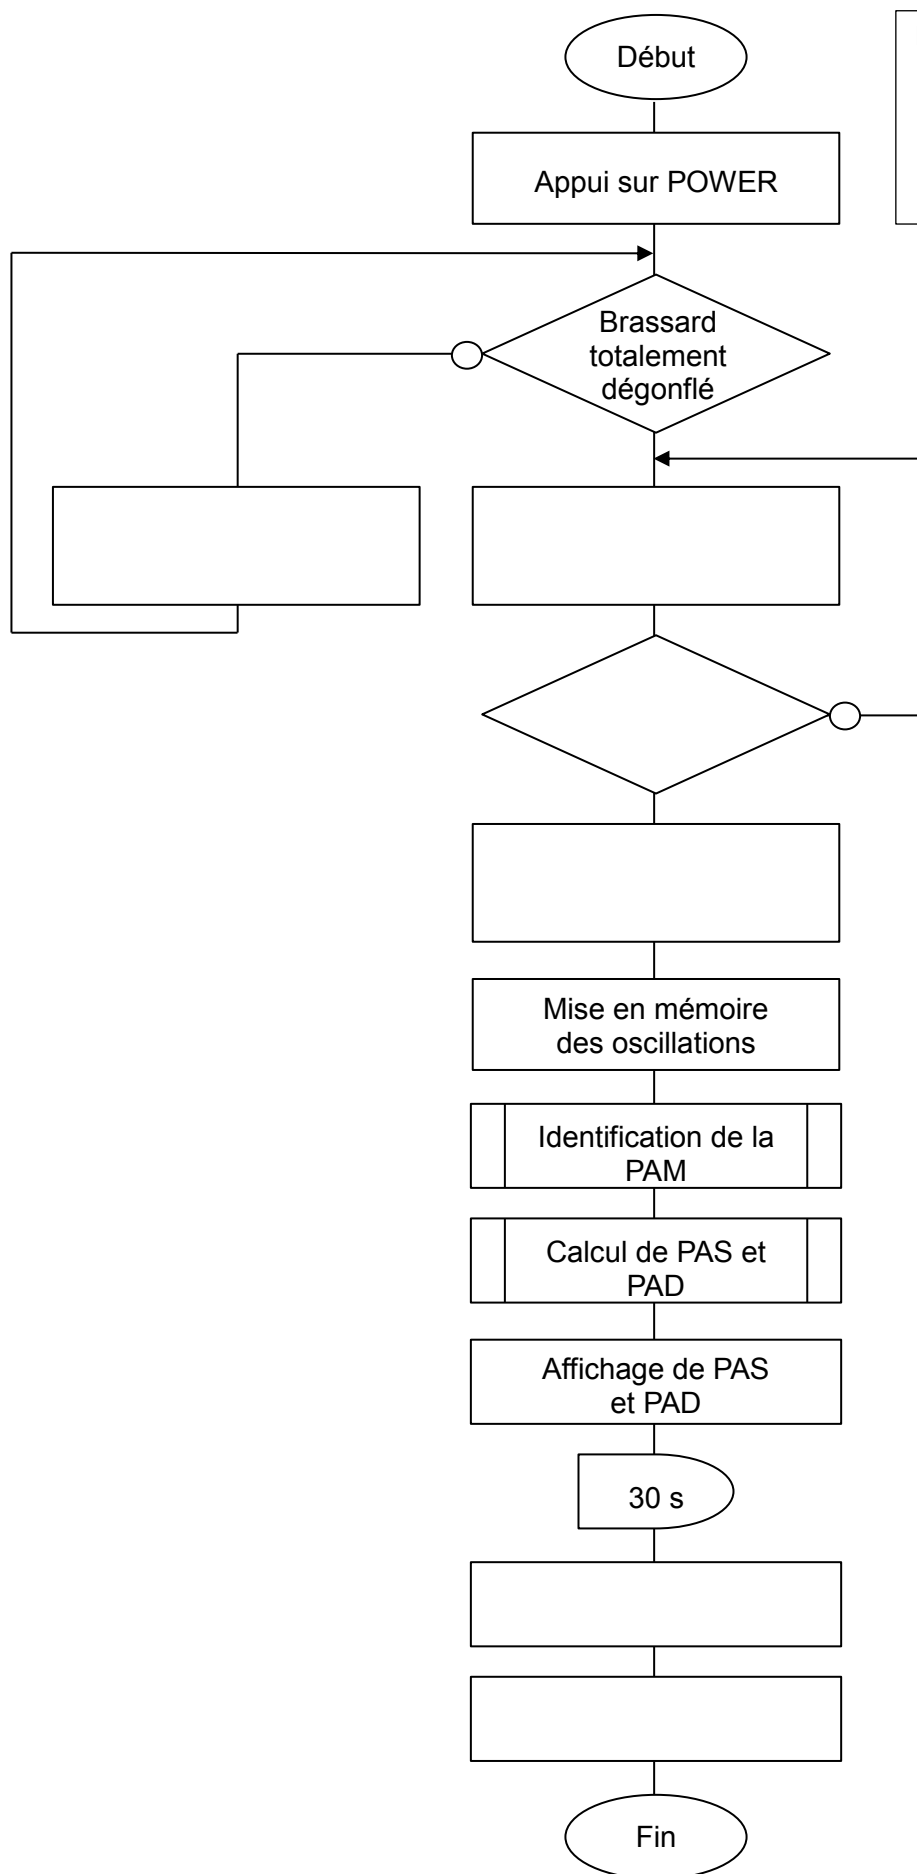 Début
Appui sur POWER
Brassard
totalement
dégonflé
Mise en mémoire
des oscillations
Identification de la
PAM
Calcul de PAS et
PAD
Affichage de PAS
et PAD
30 s
Fin